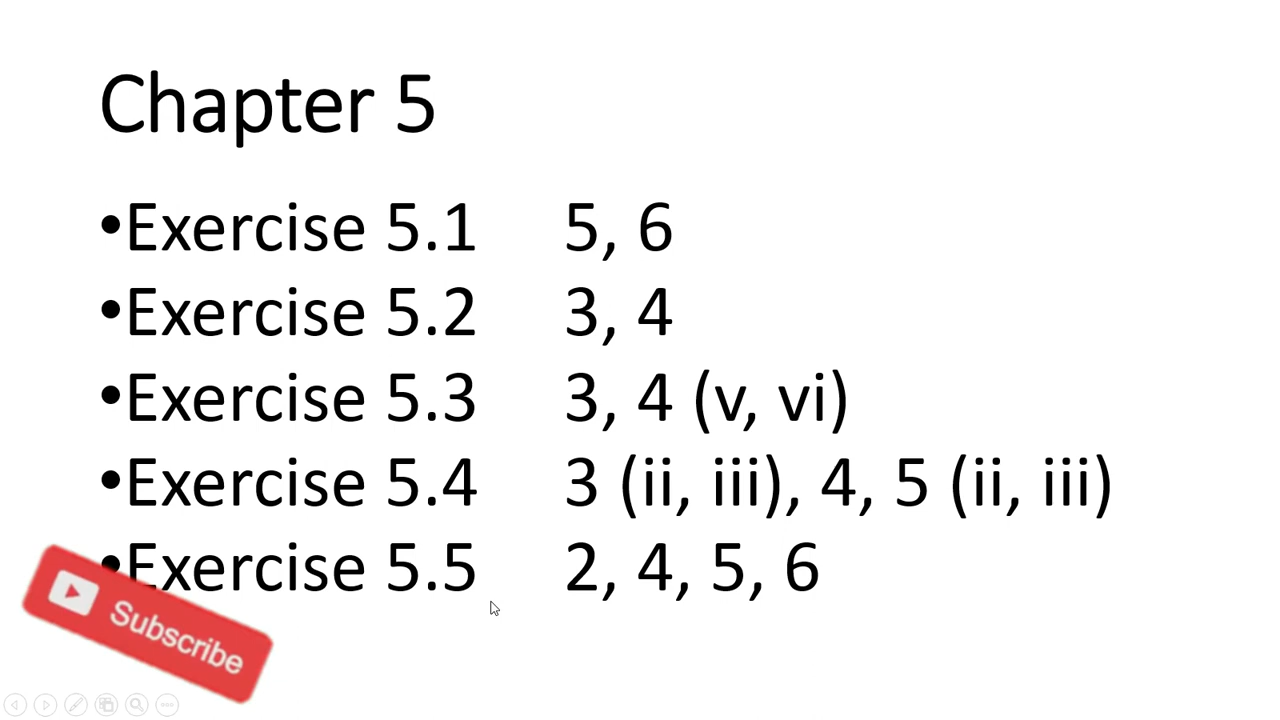 Chapter 5
•Exercise 5.1 5, 6
•Exercise 5.2 3, 4
•Exercise 5.3 3, 4 (v, vi)
•Exercise 5.4 3 (ii, iii), 4, 5 (ii, iii)
•Exercise 5.5 2, 4, 5, 6
Subscribe